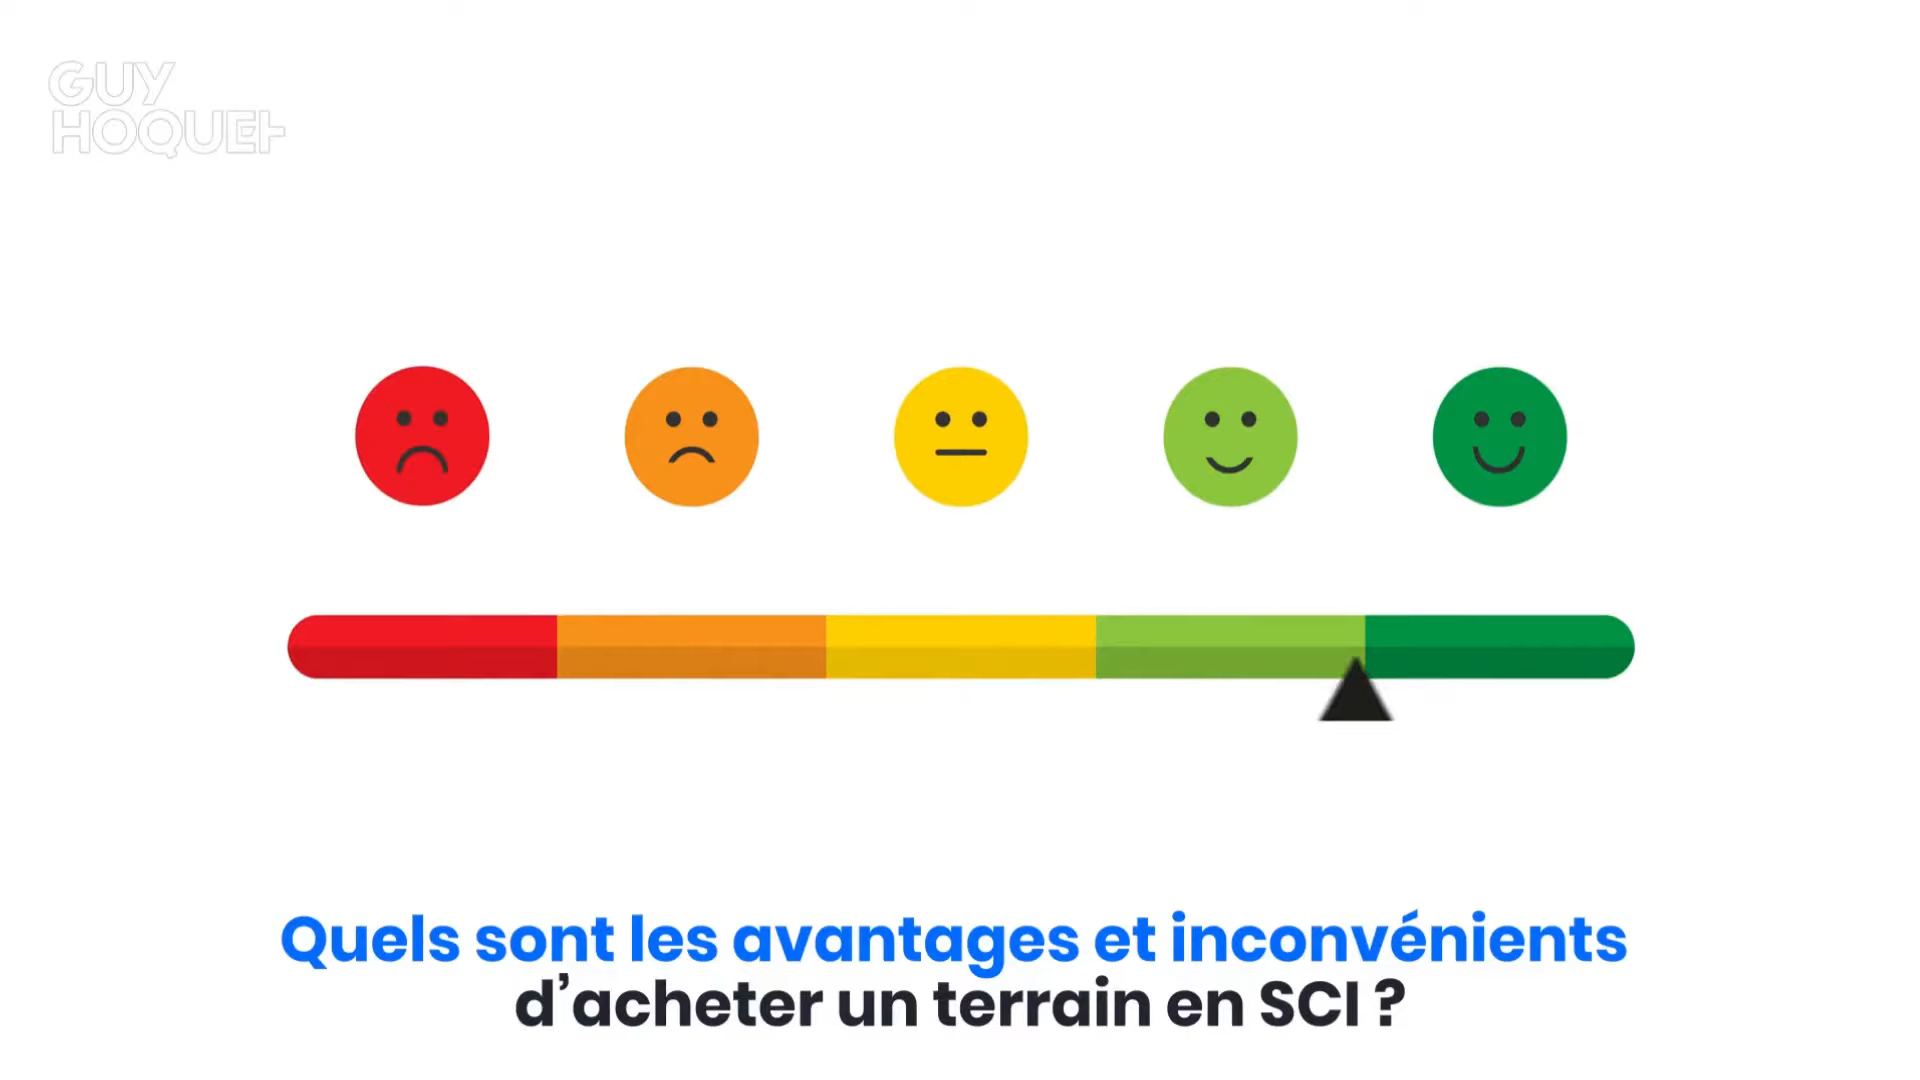 GUY
HOQUET
Quels sont les avantages et inconvénients
d’acheter un terrain en SCI ?